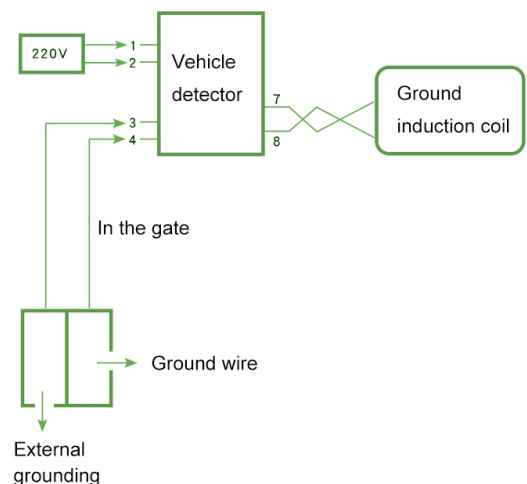 220V
1
2
Vehicle
detector
3
4
7
8
Ground
induction coil
In the gate
Ground wire
External
grounding